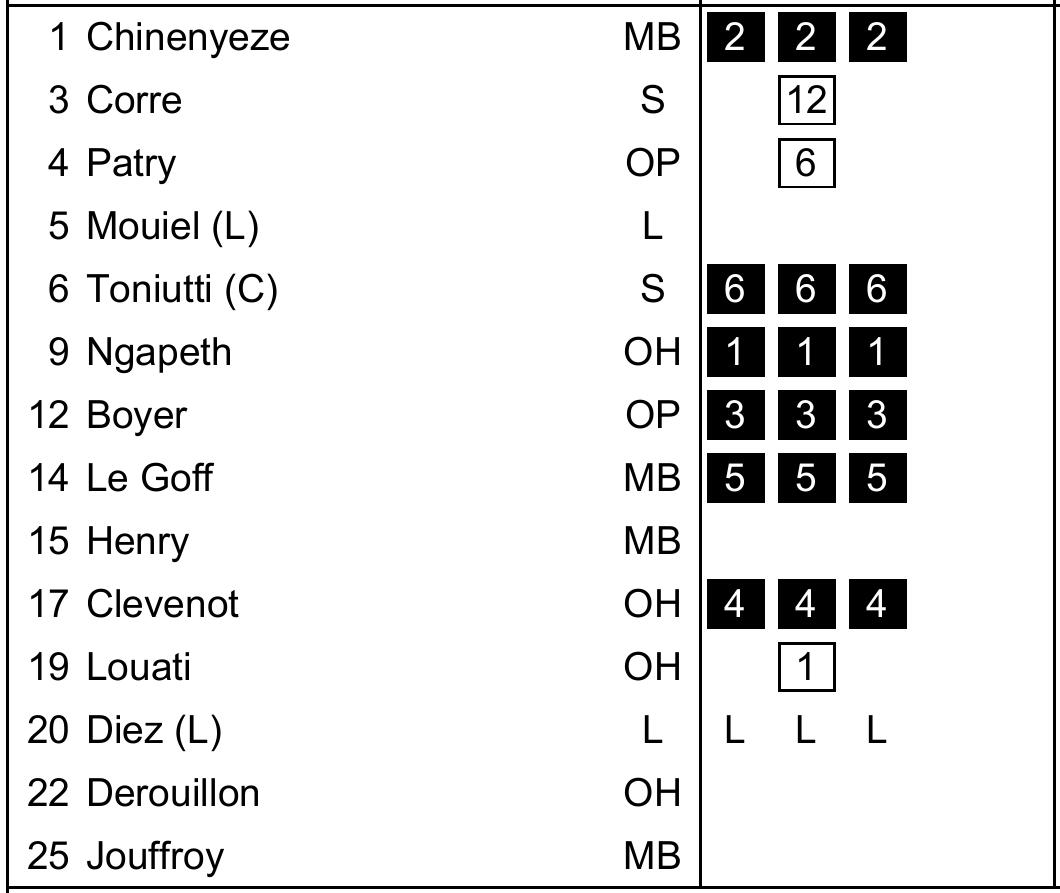 1 Chinenyeze MB 2 2 2
3 Corre S 12
4 Patry OP 6
5 Mouiel (L) L
6 Toniutti (C) S 6 6 6
9 Ngapeth OH 1 1 1
12 Boyer OP 3 3 3
14 Le Goff MB 5 5 5
15 Henry MB
17 Clevenot OH 4 4 4
19 Louati OH 1
20 Diez (L) L L L L
22 Derouillon OH
25 Jouffroy MB